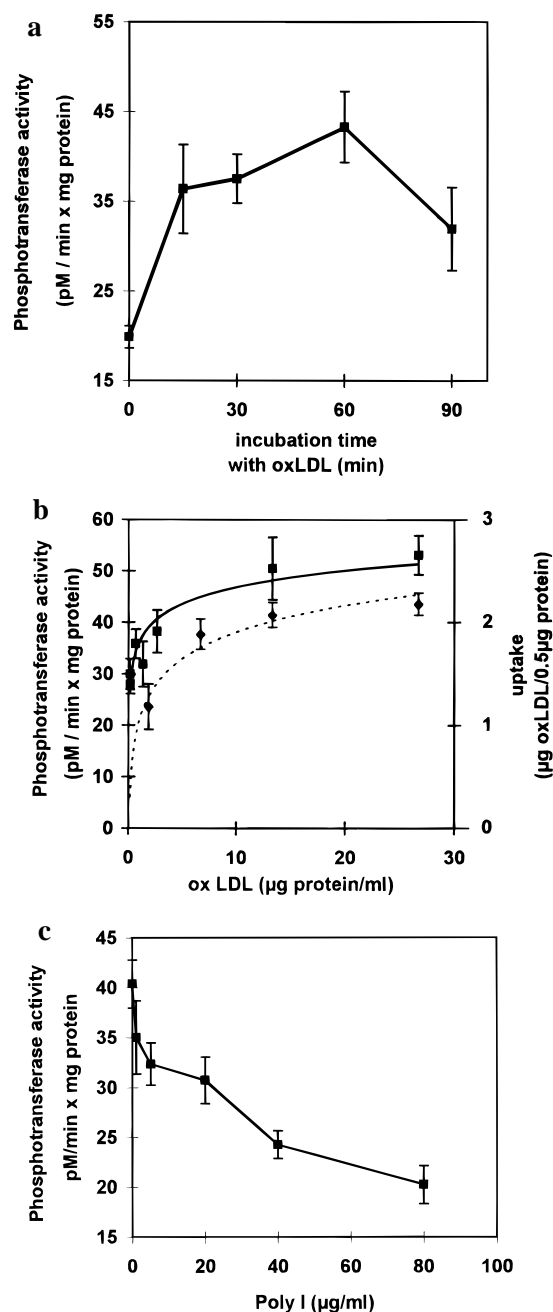 a
Phosphotransferase activity
(pM / min x mg protein)
55
45
35
25
15
0 30 60 90
incubation time
with oxLDL (min)
b
Phosphotransferase activity
(pM / min x mg protein)
60
50
40
30
20
10
0
3
2
1
0
uptake
(µg oxLDL/0.5µg protein)
0 10 20 30
ox LDL (µg protein/ml)
c
Phosphotransferase activity
pM/min x mg protein
45
40
35
30
25
20
15
0 20 40 60 80 100
Poly I (µg/ml)